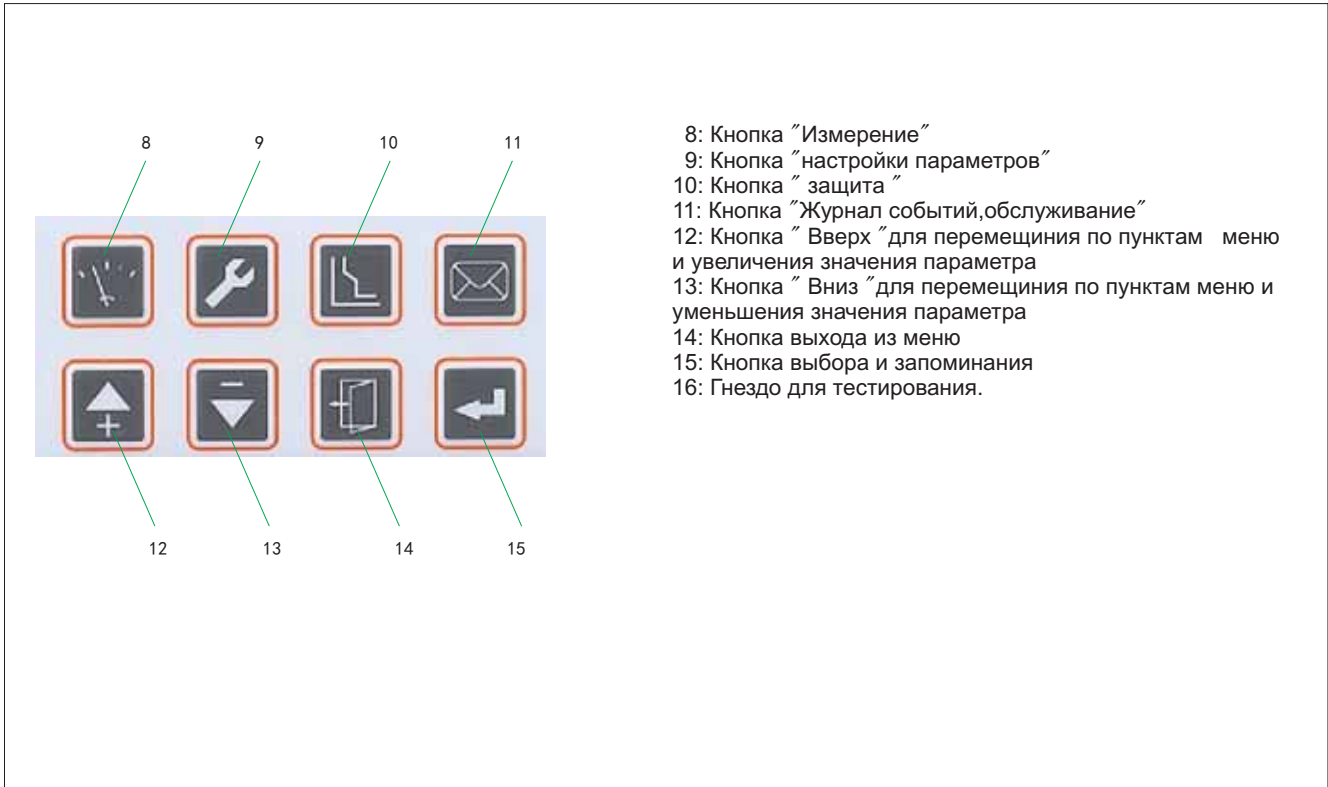 8 9 10 11
8: Кнопка ″Измерение″
9: Кнопка ″настройки параметров″
10: Кнопка ″ защита ″
11: Кнопка ″Журнал событий,обслуживание″
12: Кнопка ″ Вверх ″для перемещиния по пунктам меню
и увеличения значения параметра
13: Кнопка ″ Вниз ″для перемещиния по пунктам меню и
уменьшения значения параметра
14: Кнопка выхода из меню
15: Кнопка выбора и запоминания
16: Гнездо для тестирования.
12 13 14 15